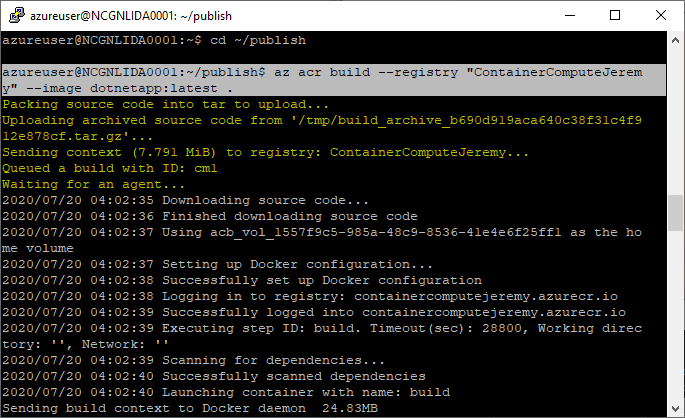 azureuser@NCGNLIDA0001: ~/publish
azureuser@NCGNLIDA0001:~$ cd ~/publish
azureuser@NCGNLIDA0001:~/publish$ az acr build --registry "ContainerComputeJerem
y" --image dotnetapp:latest .
Packing source code into tar to upload...
Uploading archived source code from '/tmp/build_archive_b690d919aca640c38f31c4f9
12e878cf.tar.gz'...
Sending context (7.791 MiB) to registry: ContainerComputeJeremy...
Queued a build with ID: cm1
Waiting for an agent...
2020/07/20 04:02:35 Downloading source code...
2020/07/20 04:02:36 Finished downloading source code
2020/07/20 04:02:37 Using acb_vol_1557f9c5-985a-48c9-8536-41e4e6f25ff1 as the ho
me volume
2020/07/20 04:02:37 Setting up Docker configuration...
2020/07/20 04:02:38 Successfully set up Docker configuration
2020/07/20 04:02:38 Logging in to registry: containercomputejeremy.azurecr.io
2020/07/20 04:02:39 Successfully logged into containercomputejeremy.azurecr.io
2020/07/20 04:02:39 Executing step ID: build. Timeout(sec): 28800, Working direc
tory: '', Network: ''
2020/07/20 04:02:39 Scanning for dependencies...
2020/07/20 04:02:40 Successfully scanned dependencies
2020/07/20 04:02:40 Launching container with name: build
Sending build context to Docker daemon  24.83MB